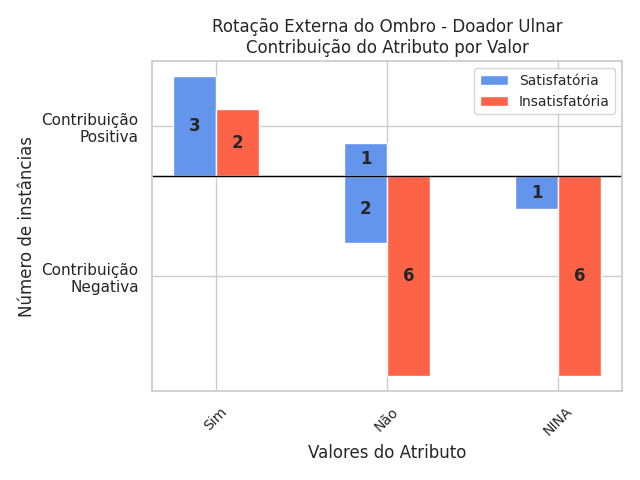 Rotação Externa do Ombro - Doador Ulnar
Contribuição do Atributo por Valor
Satisfatória
Insatisfatória
Contribuição
Positiva
Contribuição
Negativa
Número de instâncias
3
2
1
2
6
1
6
Sim
Não
NINA
Valores do Atributo